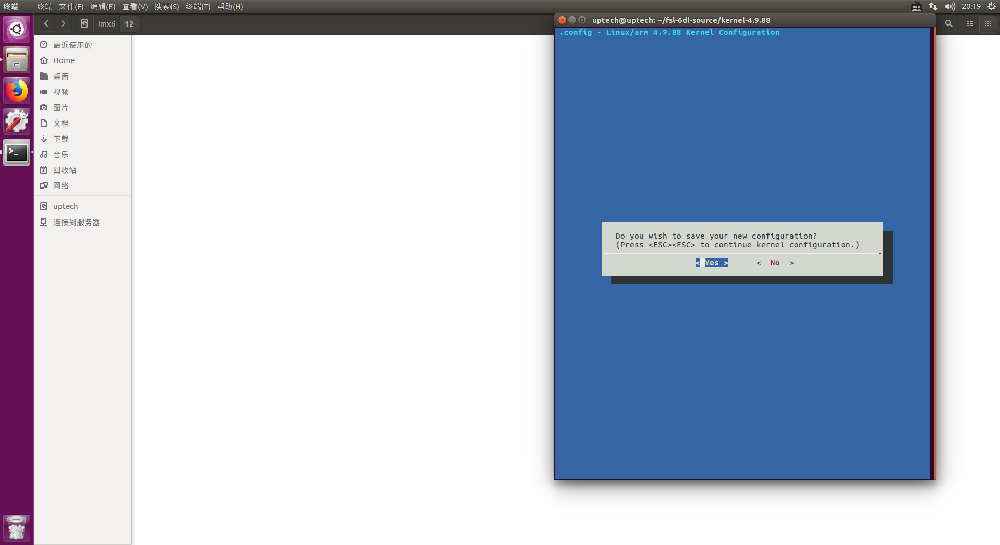 终端 终端 文件(F) 编辑(E) 查看(V) 搜索(S) 终端(T) 帮助(H) 20:19
imx6 12
最近使用的
Home
桌面
视频
图片
文档
下载
音乐
回收站
网络
uptech
连接到服务器
uptech@uptech: ~/fsl-6dl-source/kernel-4.9.88
.config - Linux/arm 4.9.88 Kernel Configuration
Do you wish to save your new configuration?
(Press <ESC><ESC> to continue kernel configuration.)
< Yes > < No >